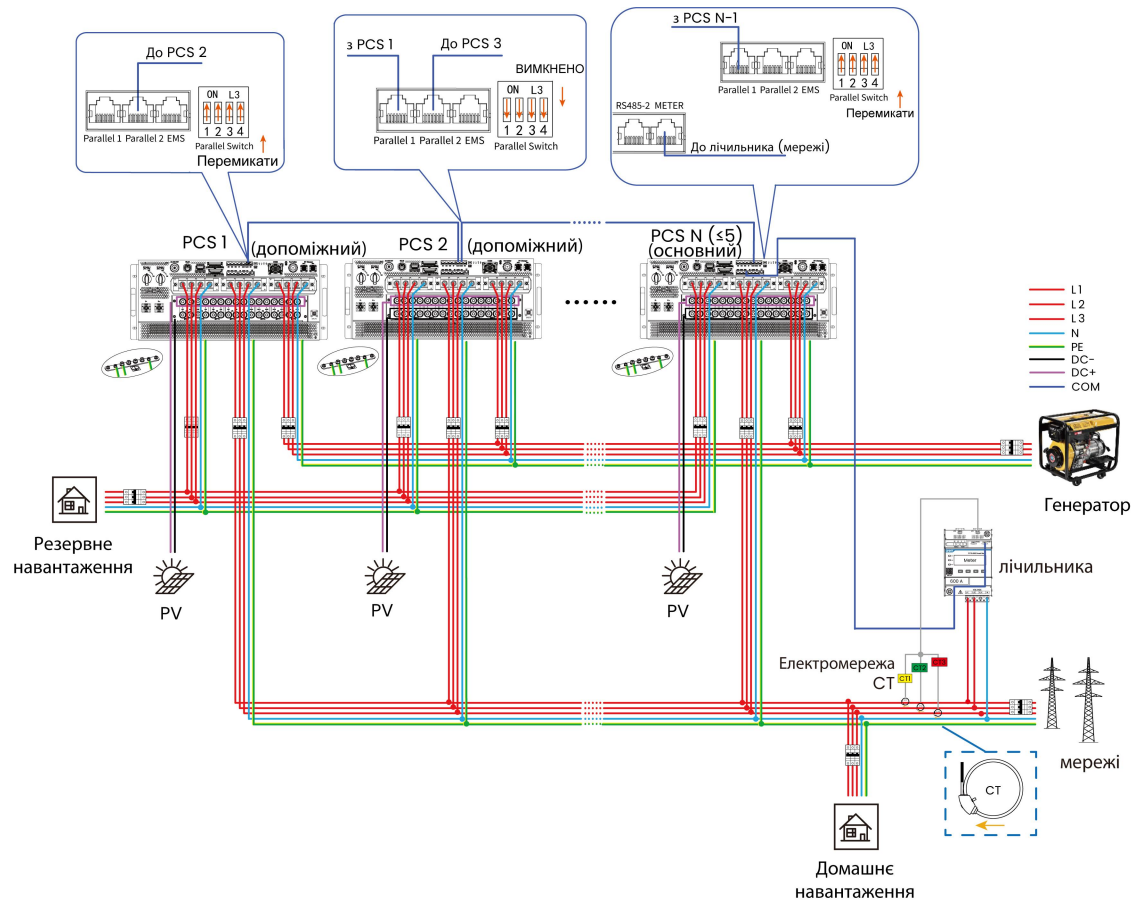 До PCS 2
ON L3
1 2 3 4
Parallel 1 Parallel 2 EMS
Parallel Switch
Перемикати
з PCS 1
До PCS 3
ВИМКНЕНО
ON L3
1 2 3 4
Parallel 1 Parallel 2 EMS
Parallel Switch
з PCS N-1
ON L3
1 2 3 4
Parallel 1 Parallel 2 EMS
Parallel Switch
Перемикати
RS485-2 METER
До лічильника (мережі)
PCS 1
(допоміжний)
PCS 2
(допоміжний)
PCS N (≤5)
(основний)
L1
L2
L3
N
PE
DC-
DC+
COM
Генератор
Резервне
навантаження
PV
PV
PV
Meter
600 A
лічильника
Електромережа
CT
CT1
CT2
CT3
мережі
CT
Домашнє
навантаження